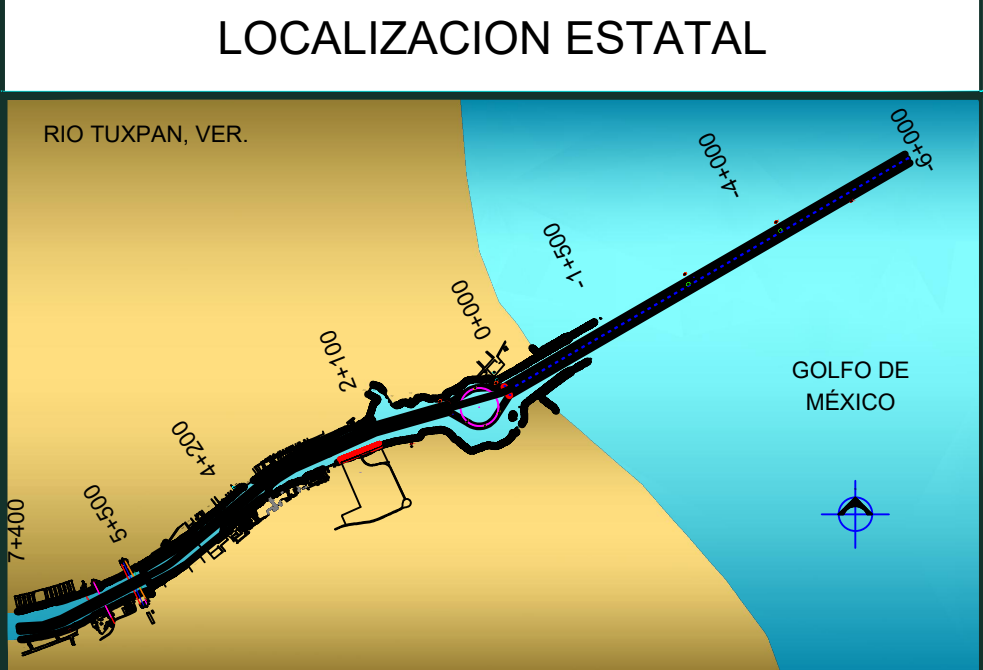 LOCALIZACION ESTATAL
RIO TUXPAN, VER.
-6+000
-4+000
-1+500
0+000
2+100
4+200
5+500
7+400
GOLFO DE
MÉXICO